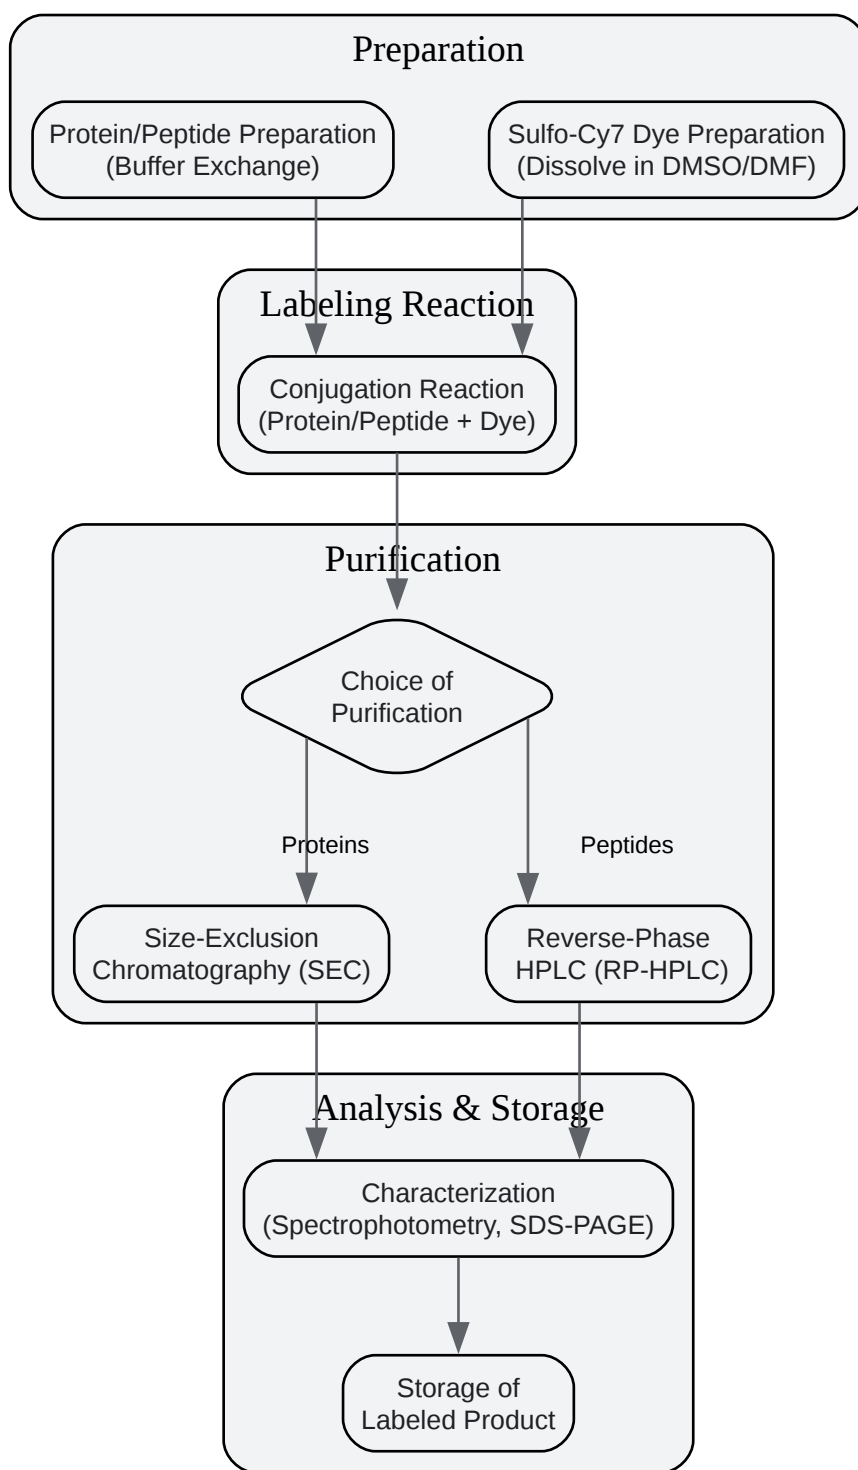 Preparation
Protein/Peptide Preparation
(Buffer Exchange)
Sulfo-Cy7 Dye Preparation
(Dissolve in DMSO/DMF)
Labeling Reaction
Conjugation Reaction
(Protein/Peptide + Dye)
Purification
Choice of
Purification
Proteins
Peptides
Size-Exclusion
Chromatography (SEC)
Reverse-Phase
HPLC (RP-HPLC)
Analysis & Storage
Characterization
(Spectrophotometry, SDS-PAGE)
Storage of
Labeled Product